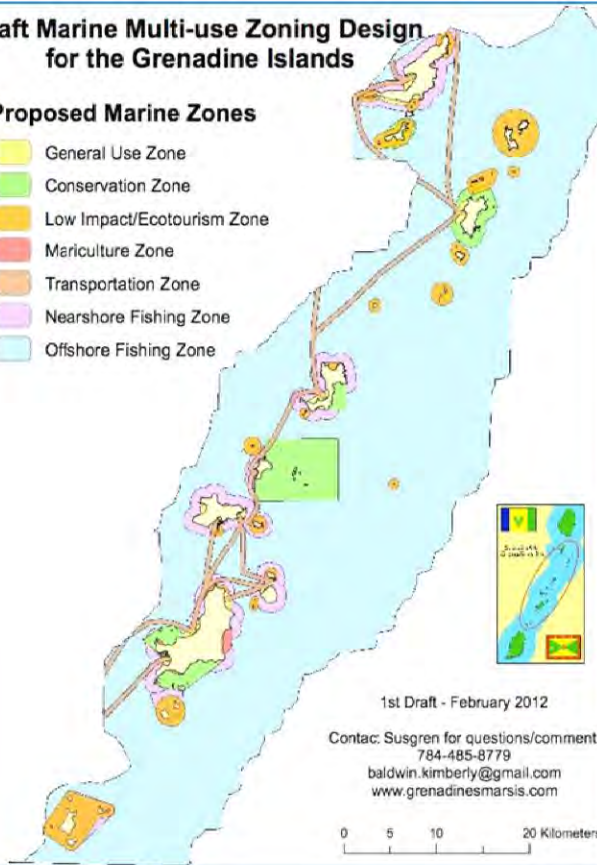 aft Marine Multi-use Zoning Design
for the Grenadine Islands
Proposed Marine Zones
General Use Zone
Conservation Zone
Low Impact/Ecotourism Zone
Mariculture Zone
Transportation Zone
Nearshore Fishing Zone
Offshore Fishing Zone
1st Draft - February 2012
Contac: Susgren for questions/comment
784-485-8779
baldwin.kimberly@gmail.com
www.grenadinesmarsis.com
0 5 10 20 Kilometers